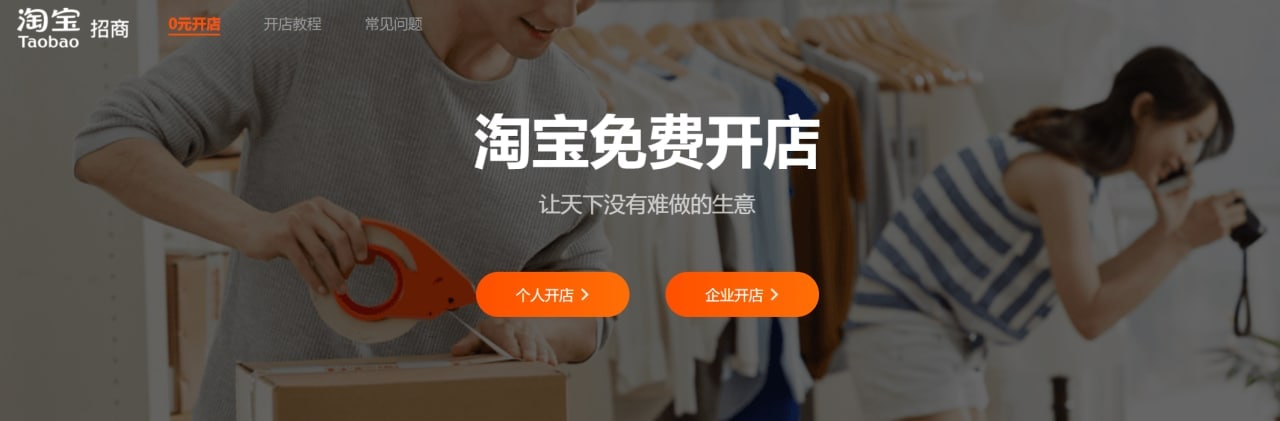 淘宝 招商
Taobao
0元开店
开店教程
常见问题
淘宝免费开店
让天下没有难做的生意
个人开店
企业开店